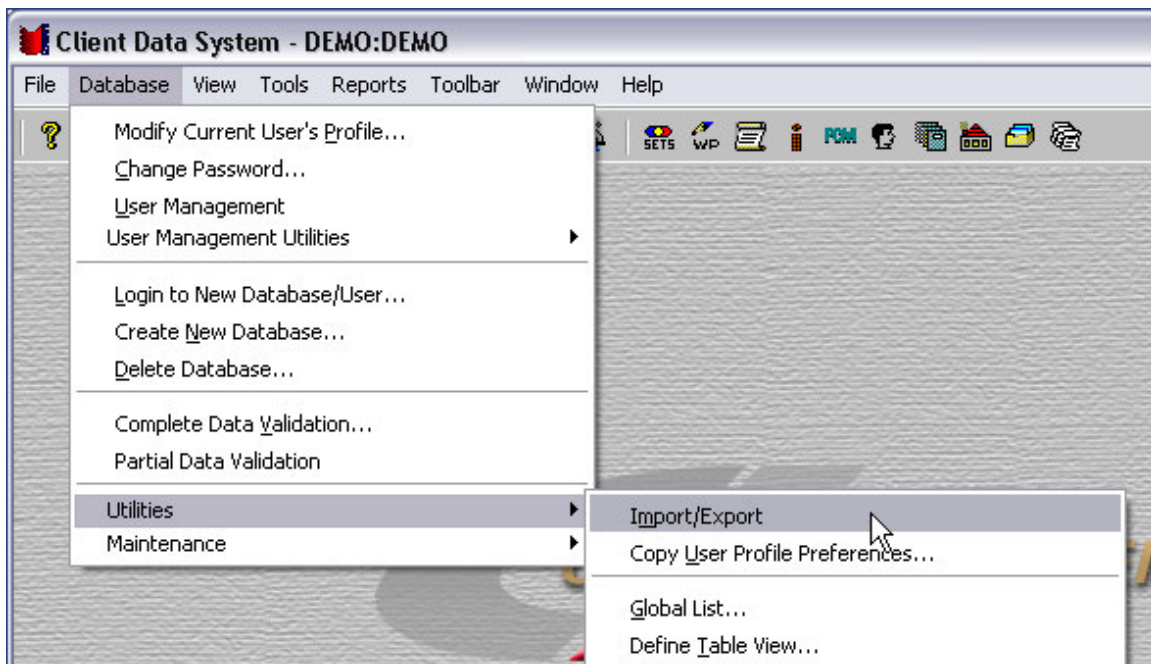 Client Data System - DEMO:DEMO
File Database View Tools Reports Toolbar Window Help
SETS WP POM
Modify Current User's Profile...
Change Password...
User Management
User Management Utilities
Login to New Database/User...
Create New Database...
Delete Database...
Complete Data Validation...
Partial Data Validation
Utilities
Maintenance
Import/Export
Copy User Profile Preferences...
Global List...
Define Table View...